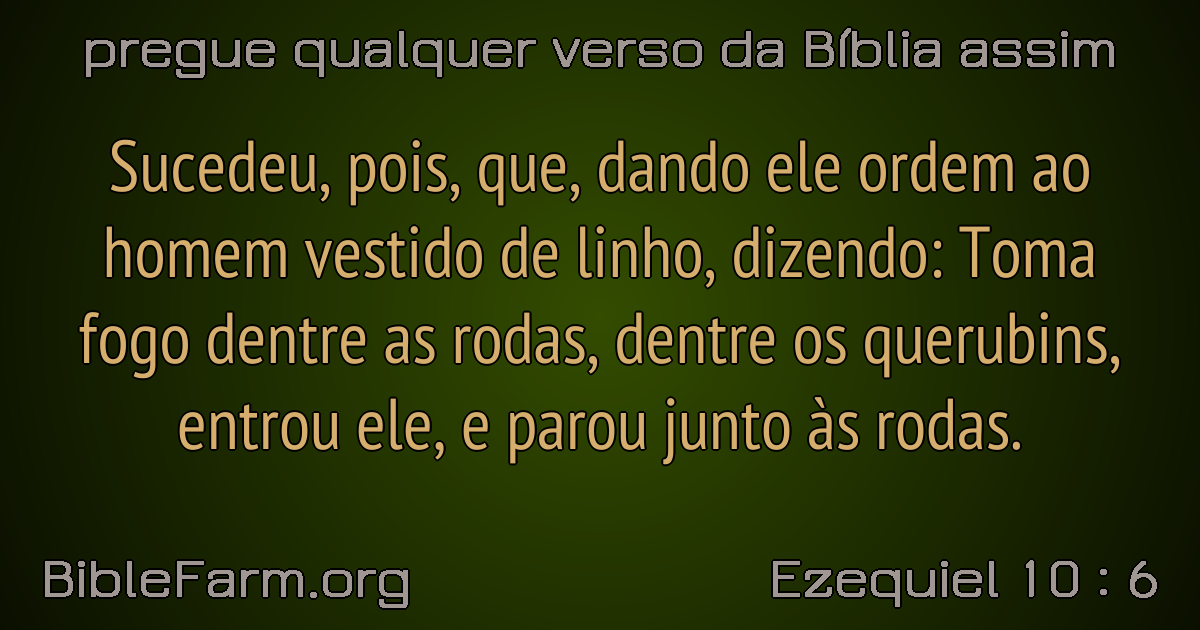 pregue qualquer verso da Bíblia assim
Sucedeu, pois, que, dando ele ordem ao
homem vestido de linho, dizendo: Toma
fogo dentre as rodas, dentre os querubins,
entrou ele, e parou junto às rodas.
BibleFarm.org
Ezequiel 10 : 6